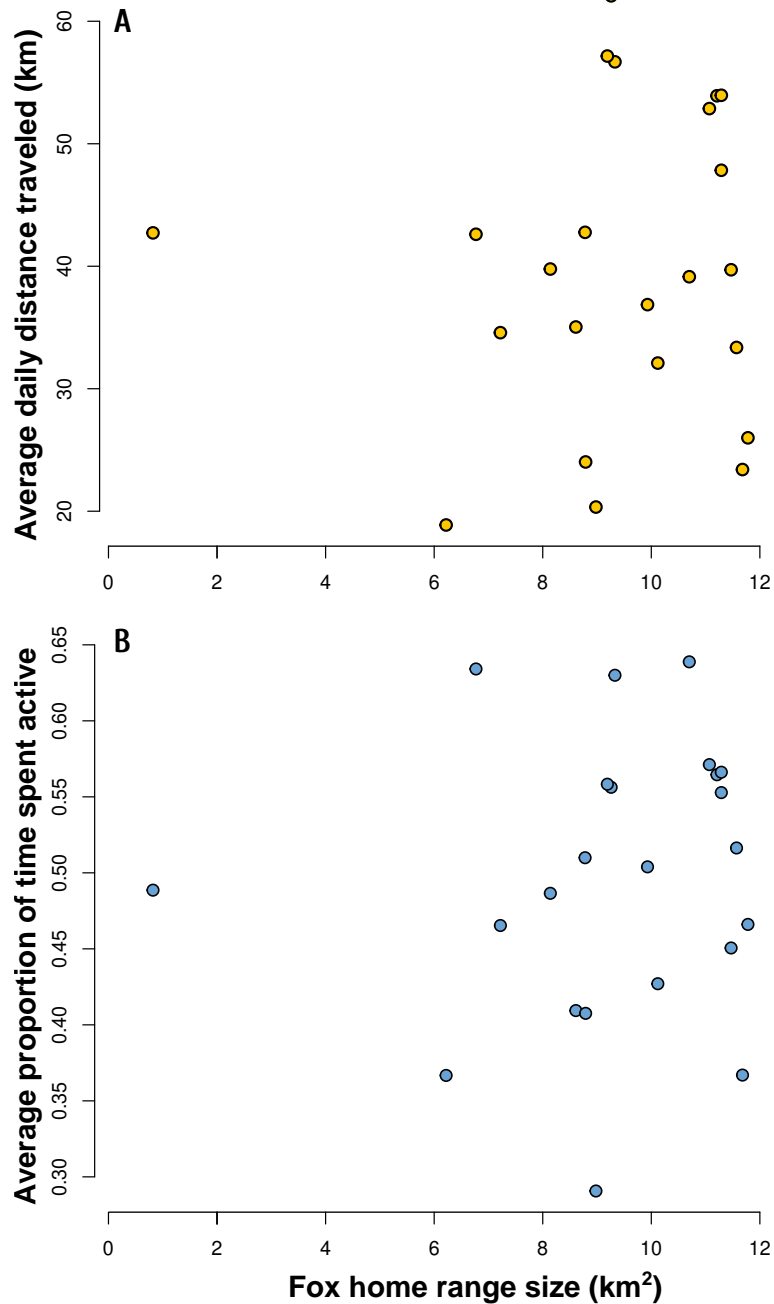 A
Average daily distance traveled (km)
60
50
40
30
20
0 2 4 6 8 10 12
B
Average proportion of time spent active
0.65
0.60
0.55
0.50
0.45
0.40
0.35
0.30
0 2 4 6 8 10 12
Fox home range size (km²)